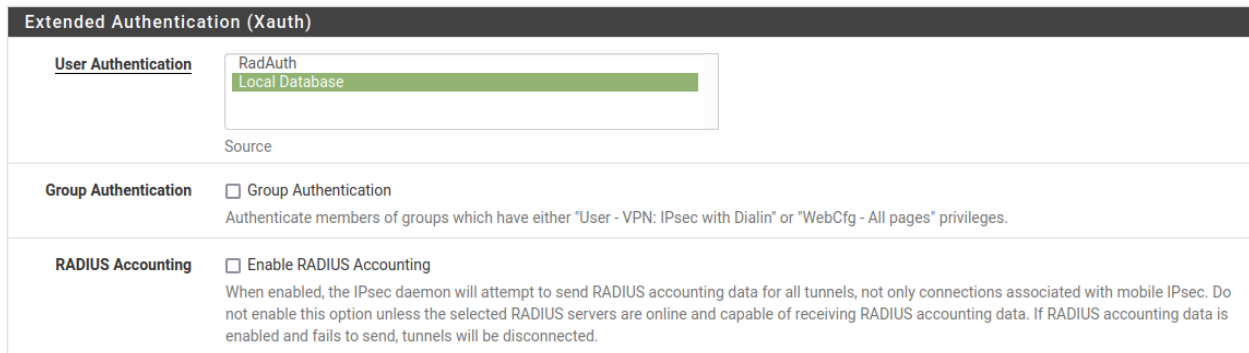 Extended Authentication (Xauth)
User Authentication
RadAuth
Local Database
Source
Group Authentication
Group Authentication
Authenticate members of groups which have either "User - VPN: IPsec with Dialin" or "WebCfg - All pages" privileges.
RADIUS Accounting
Enable RADIUS Accounting
When enabled, the IPsec daemon will attempt to send RADIUS accounting data for all tunnels, not only connections associated with mobile IPsec. Do
not enable this option unless the selected RADIUS servers are online and capable of receiving RADIUS accounting data. If RADIUS accounting data is
enabled and fails to send, tunnels will be disconnected.